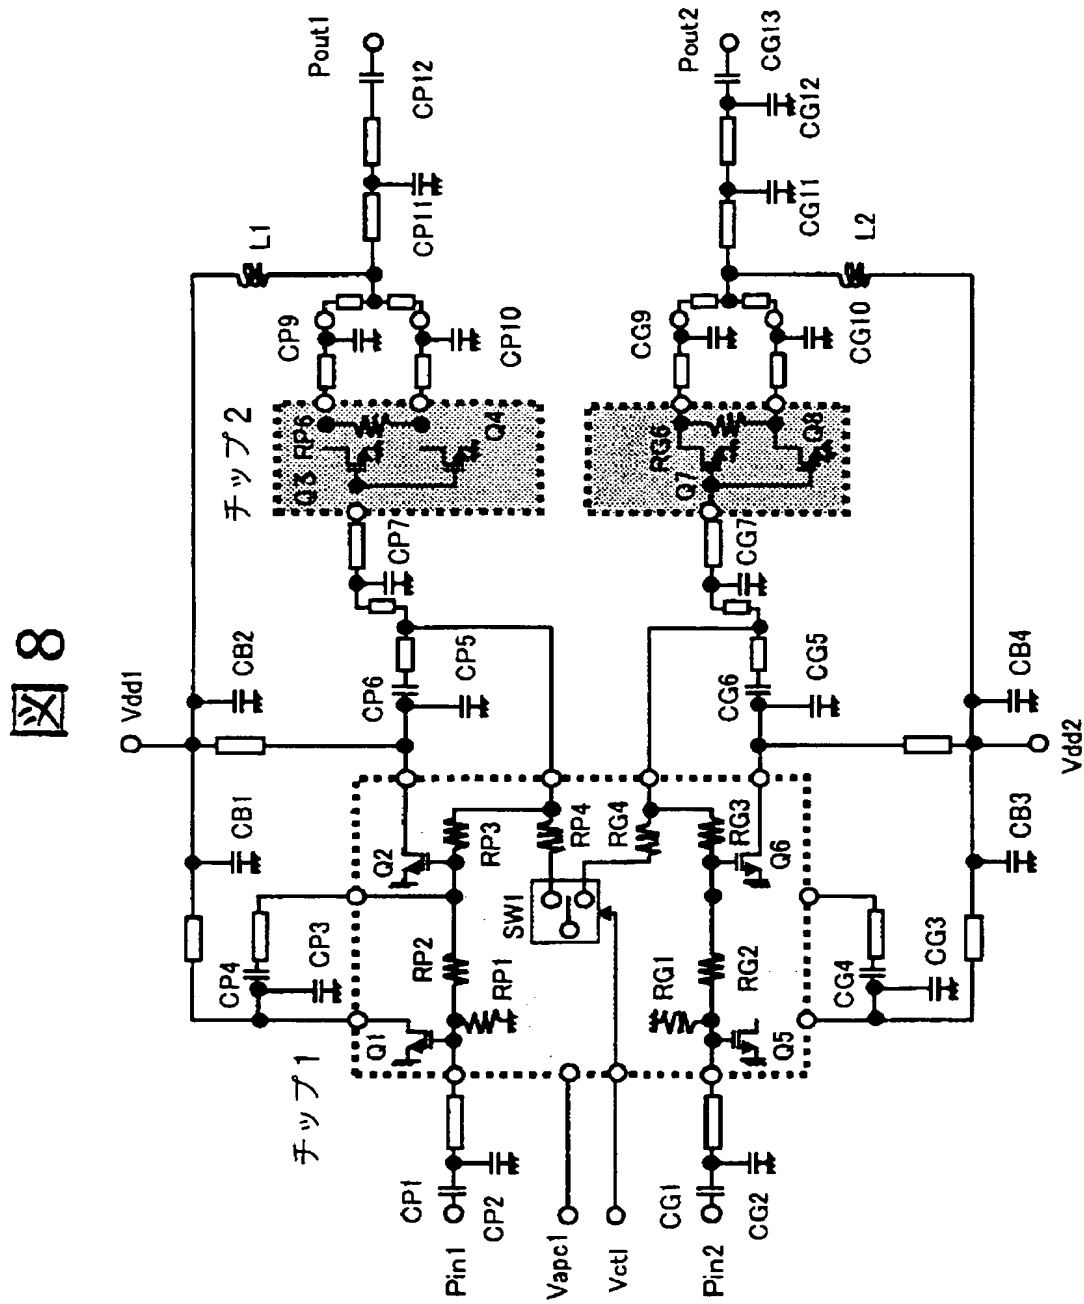 図8
Vdd1
CB1
CB2
L1
CP4
CP3
チップ1
Q1
Q2
RP2
RP1
RP3
CP1
CP2
Pin1
CP6
CP5
CP7
チップ2
Q3
RP6
Q4
CP9
CP10
CP11
CP12
Pout1
Vapc1
Vctl
SW1
RP4
RG4
RG1
RG2
RG3
Q5
Q6
CG1
CG2
Pin2
CG6
CG5
CG7
Q7
RG6
Q8
CG9
CG10
CG11
CG12
CG13
Pout2
L2
CG4
CG3
CB3
CB4
Vdd2